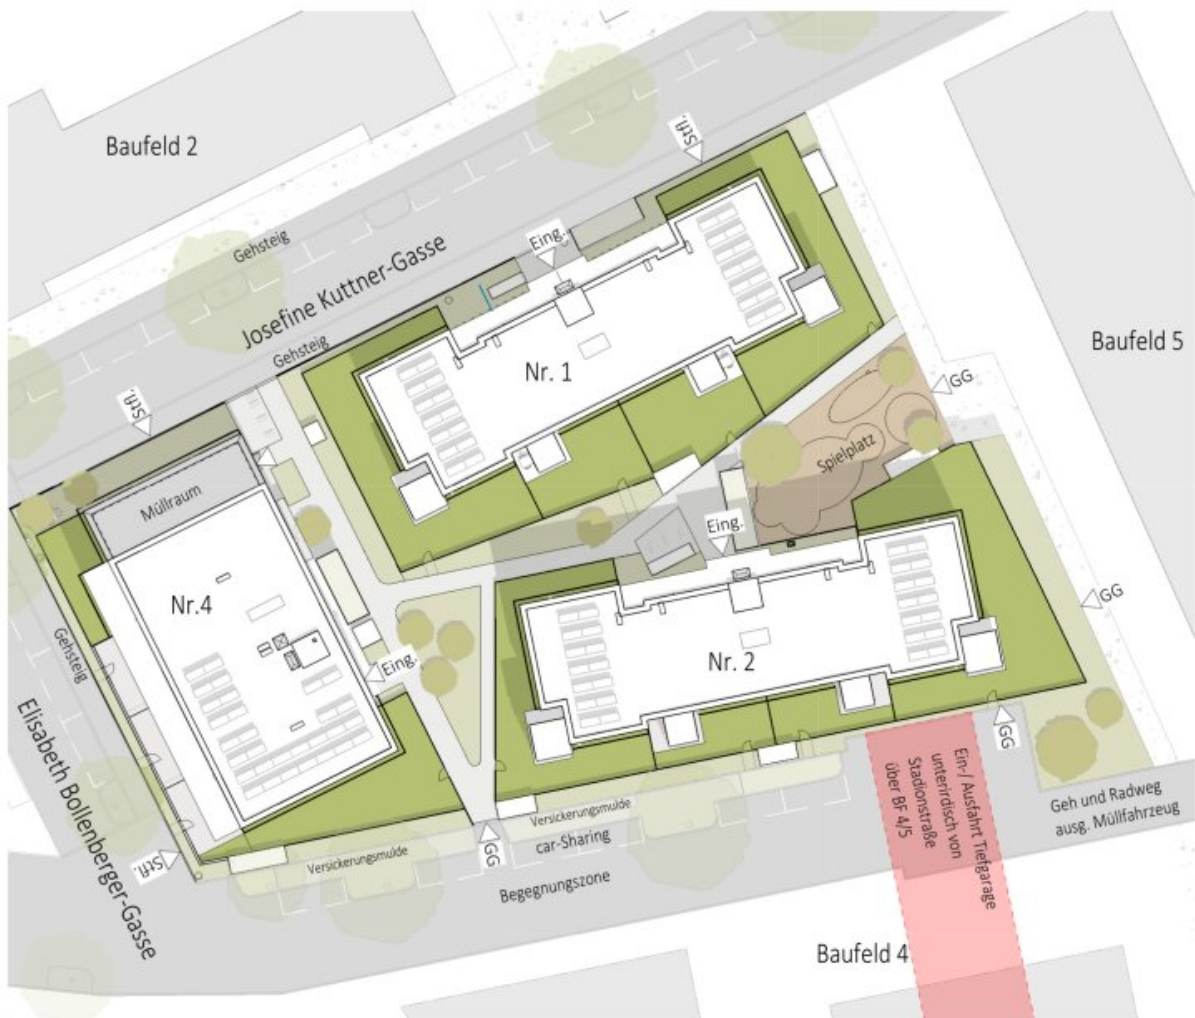 Baufeld 2
Stfl.
Gehsteig
Josefine Kuttner-Gasse
Eing.
Gehsteig
Baufeld 5
Nr. 1
GG
Stfl.
Spielplatz
Müllraum
Eing.
Nr.4
GG
Gehsteig
Eing.
Nr. 2
Elisabeth Bollenberger-Gasse
GG
Ein-/ Ausfahrt Tiefgarage
unterirdisch von
Stadionstraße
über BF 4/5
Geh und Radweg
ausg. Müllfahrzeug
Versickerungsmulde
car-Sharing
Stfl.
Versickerungsmulde
GG
Begegnungszone
Baufeld 4